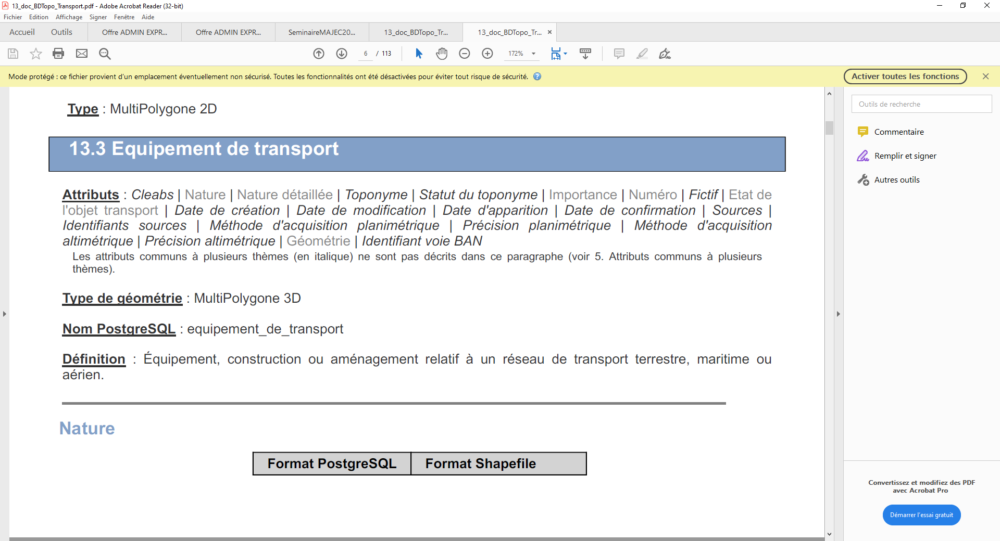 13_doc_BDTopo_Transport.pdf - Adobe Acrobat Reader (32-bit)
Fichier Edition Affichage Signer Fenêtre Aide
Accueil Outils Offre ADMIN EXPR... Offre ADMIN EXPR... SeminaireMAJEC20... 13_doc_BDTopo_Tr... 13_doc_BDTopo_Tr... ×
6 / 113 172%
Mode protégé : ce fichier provient d'un emplacement éventuellement non sécurisé. Toutes les fonctionnalités ont été désactivées pour éviter tout risque de sécurité. ?
Activer toutes les fonctions
Type : MultiPolygone 2D
13.3 Equipement de transport
Attributs : Cleabs | Nature | Nature détaillée | Toponyme | Statut du toponyme | Importance | Numéro | Fictif | Etat de
l'objet transport | Date de création | Date de modification | Date d'apparition | Date de confirmation | Sources |
Identifiants sources | Méthode d'acquisition planimétrique | Précision planimétrique | Méthode d'acquisition
altimétrique | Précision altimétrique | Géométrie | Identifiant voie BAN
Les attributs communs à plusieurs thèmes (en italique) ne sont pas décrits dans ce paragraphe (voir 5. Attributs communs à plusieurs
thèmes).
Type de géométrie : MultiPolygone 3D
Nom PostgreSQL : equipement_de_transport
Définition : Équipement, construction ou aménagement relatif à un réseau de transport terrestre, maritime ou
aérien.
Nature
Format PostgreSQL Format Shapefile
Outils de recherche
Commentaire
Remplir et signer
Autres outils
Convertissez et modifiez des PDF
avec Acrobat Pro
Démarrer l'essai gratuit